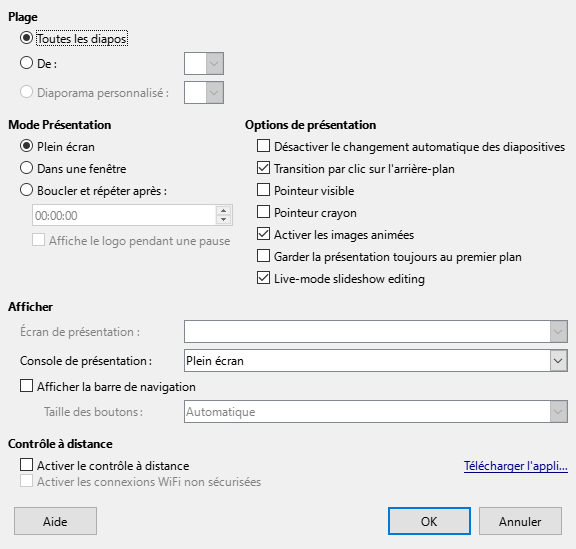 Plage
Toutes les diapos
De :
Diaporama personnalisé :
Mode Présentation
Plein écran
Dans une fenêtre
Boucler et répéter après :
00:00:00
Affiche le logo pendant une pause
Options de présentation
Désactiver le changement automatique des diapositives
Transition par clic sur l'arrière-plan
Pointeur visible
Pointeur crayon
Activer les images animées
Garder la présentation toujours au premier plan
Live-mode slideshow editing
Afficher
Écran de présentation :
Console de présentation : Plein écran
Afficher la barre de navigation
Taille des boutons : Automatique
Contrôle à distance
Activer le contrôle à distance Télécharger l'appli...
Activer les connexions WiFi non sécurisées
Aide OK Annuler